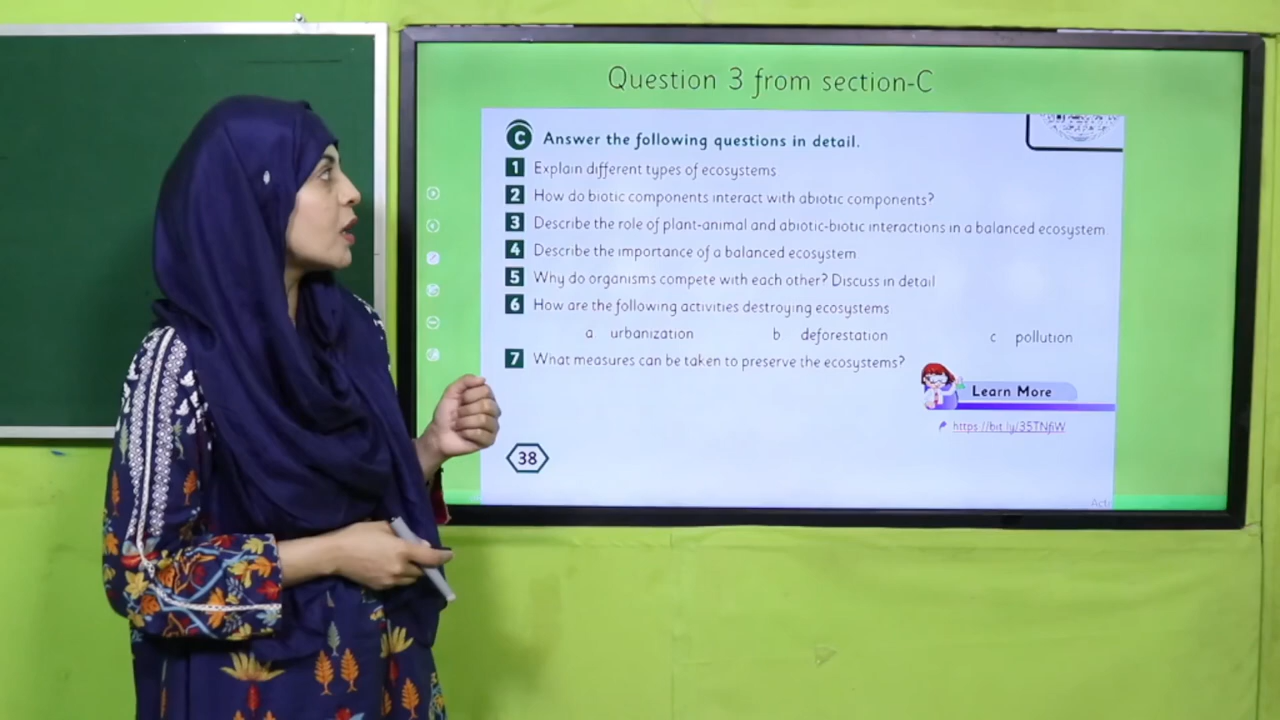 Question 3 from section-C
C Answer the following questions in detail.
1 Explain different types of ecosystems
2 How do biotic components interact with abiotic components?
3 Describe the role of plant-animal and abiotic-biotic interactions in a balanced ecosystem
4 Describe the importance of a balanced ecosystem
5 Why do organisms compete with each other? Discuss in detail
6 How are the following activities destroying ecosystems
a urbanization b deforestation c pollution
7 What measures can be taken to preserve the ecosystems?
Learn More
https://bit.ly/35TNfiW
38